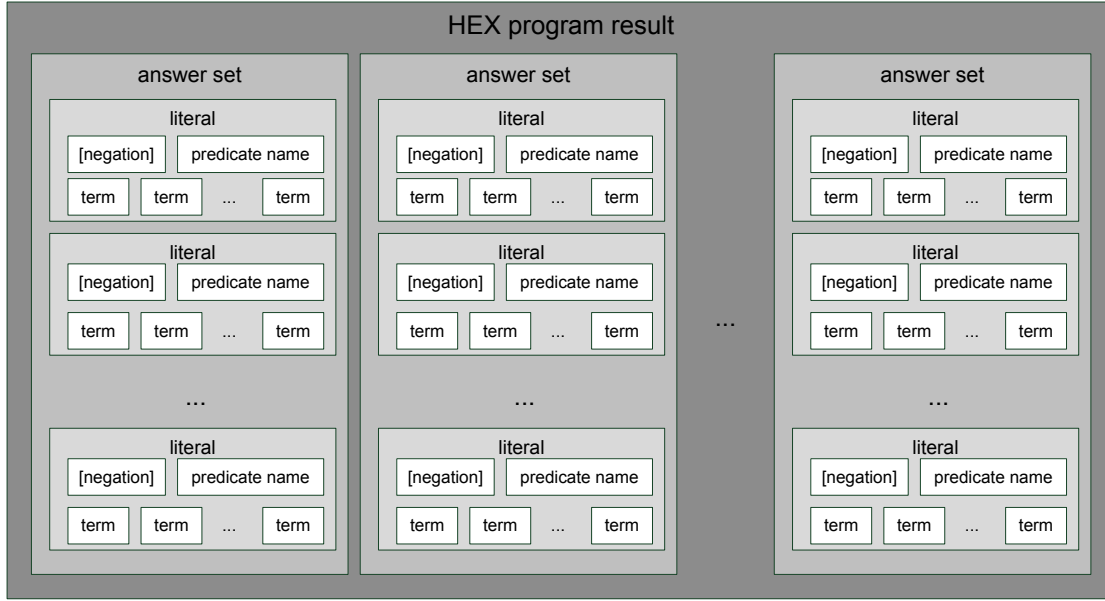 HEX program result
answer set answer set answer set
literal literal literal
[negation] predicate name [negation] predicate name [negation] predicate name
term term ... term term term ... term term term ... term
literal literal literal
[negation] predicate name [negation] predicate name [negation] predicate name
term term ... term term term ... term ... term term ... term
... ... ...
literal literal literal
[negation] predicate name [negation] predicate name [negation] predicate name
term term ... term term term ... term term term ... term